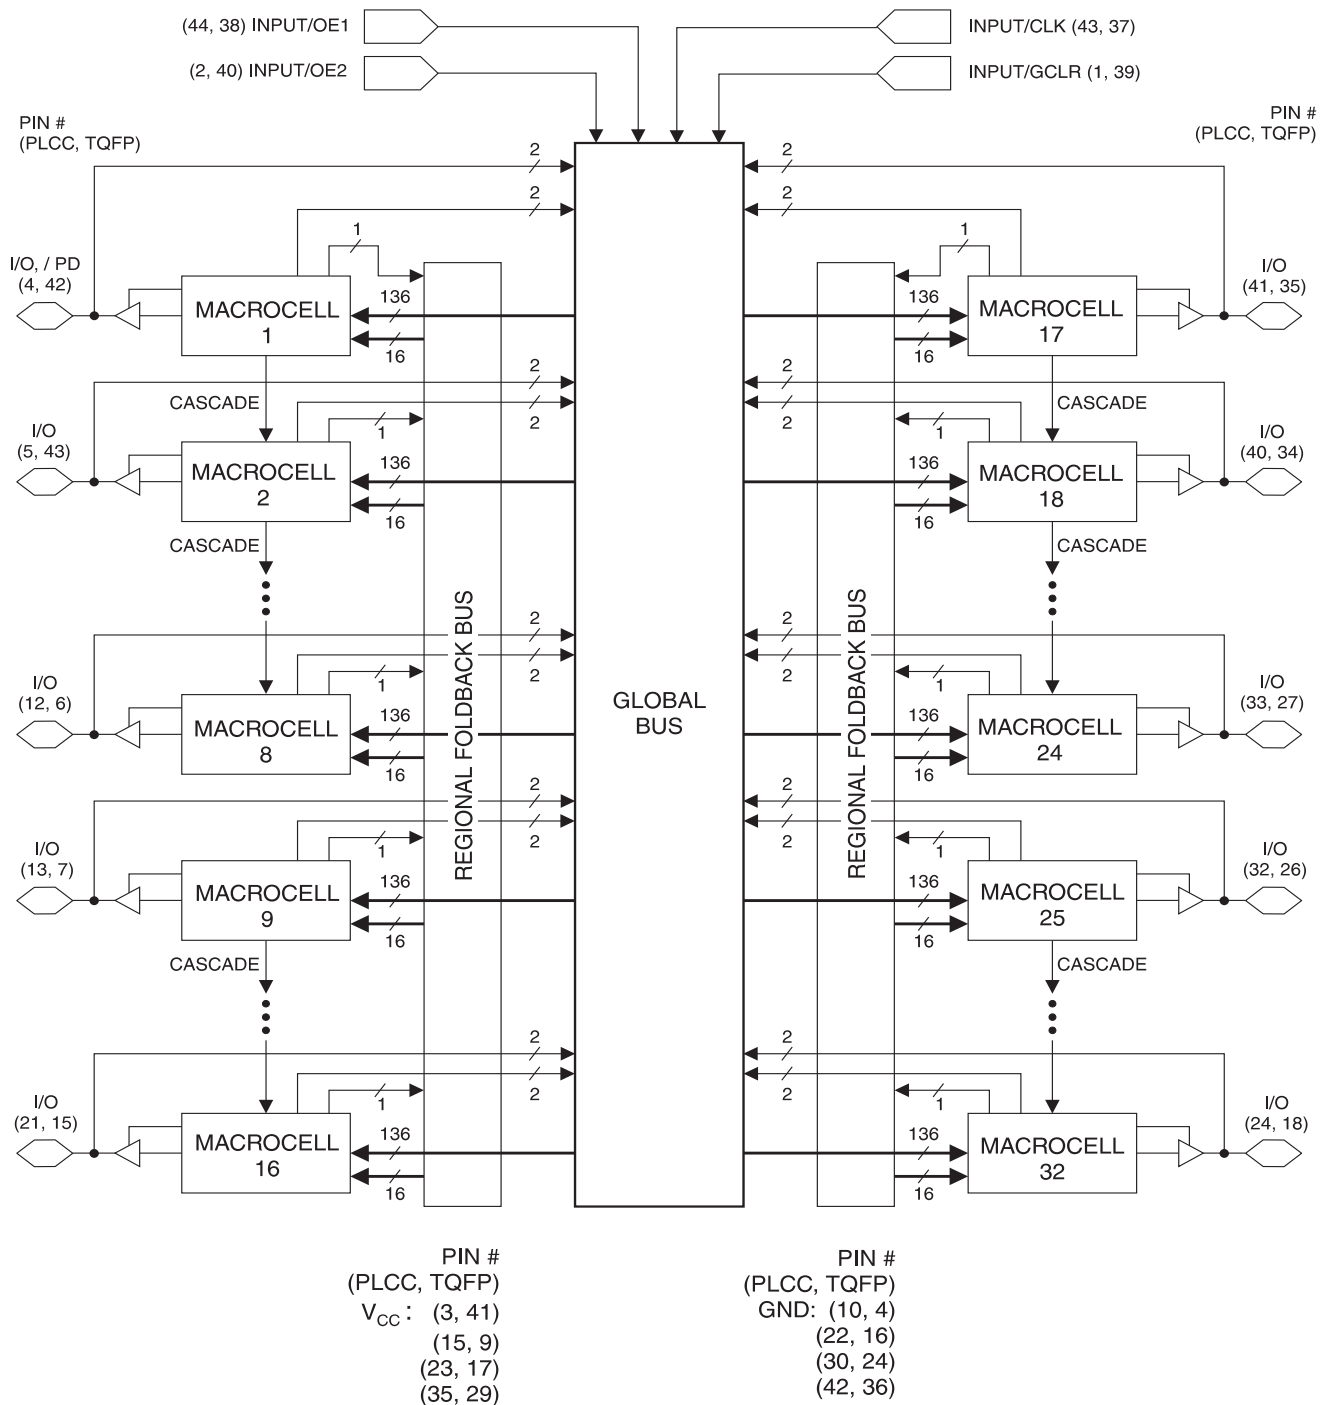 (44, 38) INPUT/OE1
INPUT/CLK (43, 37)
(2, 40) INPUT/OE2
INPUT/GCLR (1, 39)
PIN #
(PLCC, TQFP)
PIN #
(PLCC, TQFP)
2
2
2
2
1
1
I/O, / PD
(4, 42)
MACROCELL
1
136
16
136
16
MACROCELL
17
I/O
(41, 35)
CASCADE
2
2
1
2
2
1
CASCADE
I/O
(5, 43)
MACROCELL
2
136
16
136
16
MACROCELL
18
I/O
(40, 34)
CASCADE
CASCADE
REGIONAL FOLDBACK BUS
GLOBAL
BUS
REGIONAL FOLDBACK BUS
2
2
1
2
2
1
I/O
(12, 6)
MACROCELL
8
136
16
136
16
MACROCELL
24
I/O
(33, 27)
2
2
1
2
2
1
I/O
(13, 7)
MACROCELL
9
136
16
136
16
MACROCELL
25
I/O
(32, 26)
CASCADE
CASCADE
2
2
1
2
2
1
I/O
(21, 15)
MACROCELL
16
136
16
136
16
MACROCELL
32
I/O
(24, 18)
PIN #
(PLCC, TQFP)
VCC : (3, 41)
(15, 9)
(23, 17)
(35, 29)
PIN #
(PLCC, TQFP)
GND: (10, 4)
(22, 16)
(30, 24)
(42, 36)